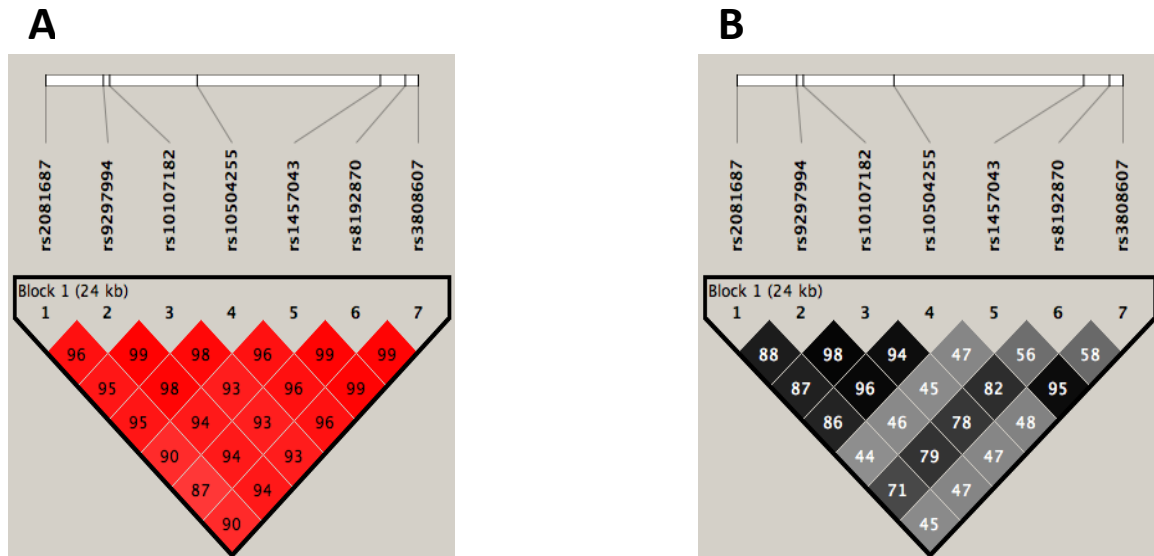 A
rs2081687
rs9297994
rs10107182
rs10504255
rs1457043
rs8192870
rs3808607
Block 1 (24 kb)
1 2 3 4 5 6 7
96 99 98 96 99 99
95 98 93 96 99
95 94 93 96
90 94 93
87 94
90
B
rs2081687
rs9297994
rs10107182
rs10504255
rs1457043
rs8192870
rs3808607
Block 1 (24 kb)
1 2 3 4 5 6 7
88 98 94 47 56 58
87 96 45 82 95
86 46 78 48
44 79 47
71 47
45